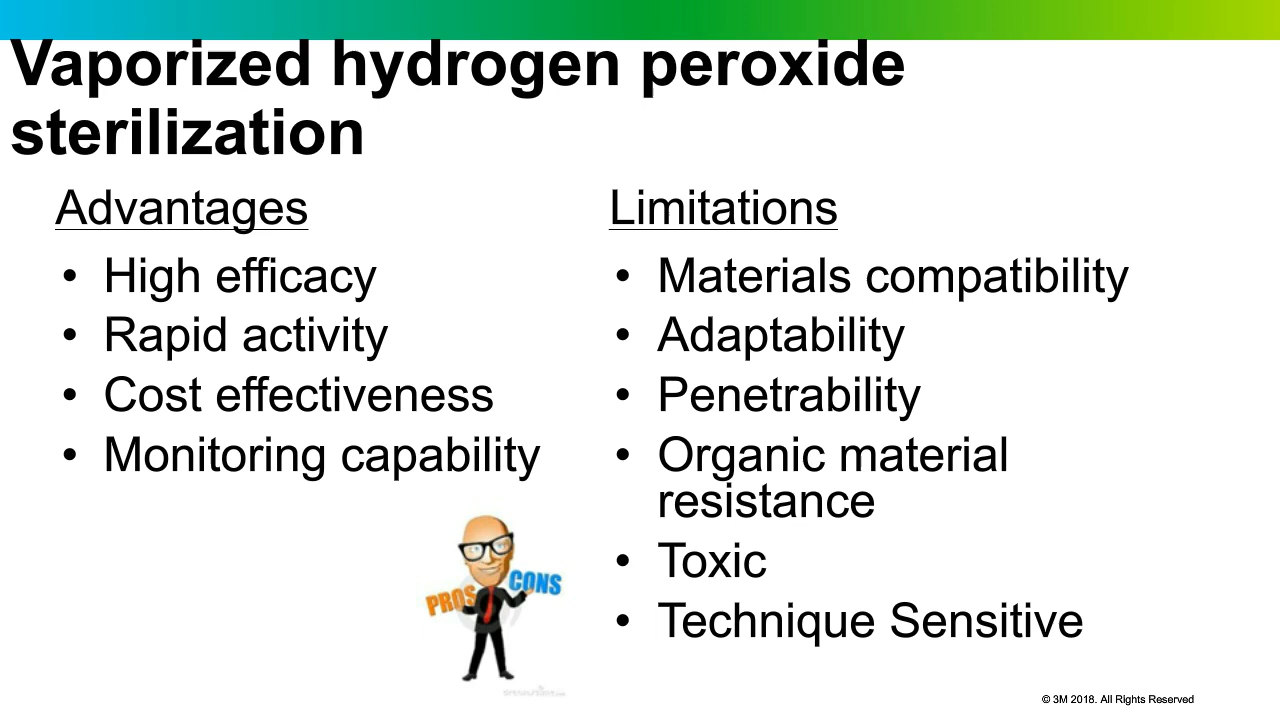 Vaporized hydrogen peroxide
sterilization
Advantages
• High efficacy
• Rapid activity
• Cost effectiveness
• Monitoring capability
Limitations
• Materials compatibility
• Adaptability
• Penetrability
• Organic material
resistance
• Toxic
• Technique Sensitive
PROS
CONS
© 3M 2018. All Rights Reserved